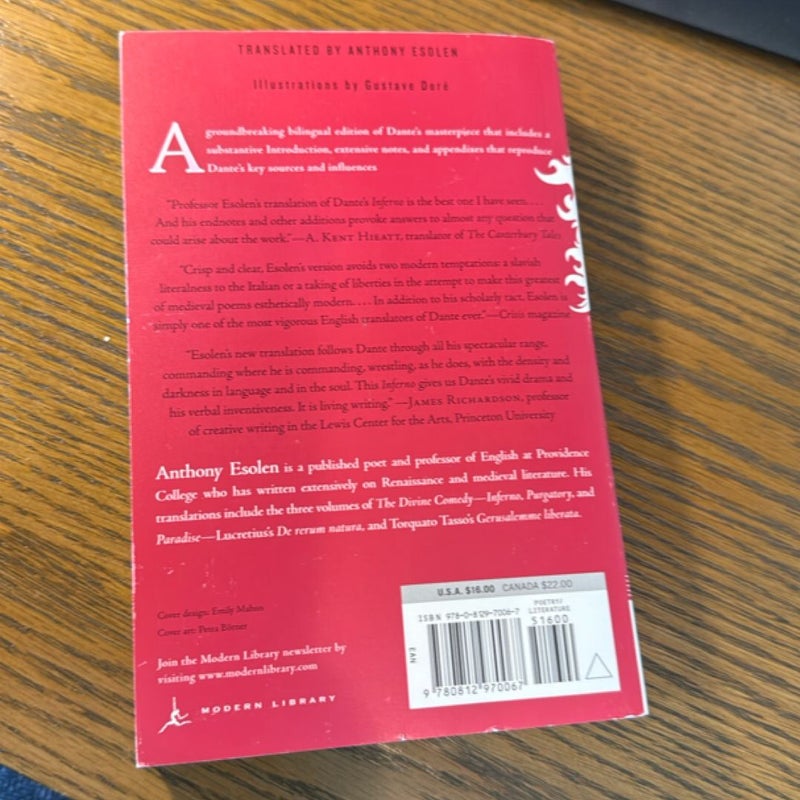 TRANSLATED BY ANTHONY ESOLEN
Illustrations by Gustave Doré
A groundbreaking bilingual edition of Dante's masterpiece that includes a
substantive Introduction, extensive notes, and appendixes that reproduce
Dante's key sources and influences
"Professor Esolen's translation of Dante's Inferno is the best one I have seen. . . .
And his endnotes and other additions provoke answers to almost any question that
could arise about the work."—A. KENT HIEATT, translator of The Canterbury Tales
"Crisp and clear, Esolen's version avoids two modern temptations: a slavish
literalness to the Italian or a taking of liberties in the attempt to make this greatest
of medieval poems esthetically modern. . . . In addition to his scholarly tact, Esolen is
simply one of the most vigorous English translators of Dante ever."—Crisis magazine
"Esolen's new translation follows Dante through all his spectacular range,
commanding where he is commanding, wrestling, as he does, with the density and
darkness in language and in the soul. This Inferno gives us Dante's vivid drama and
his verbal inventiveness. It is living writing." —JAMES RICHARDSON, professor
of creative writing in the Lewis Center for the Arts, Princeton University
Anthony Esolen is a published poet and professor of English at Providence
College who has written extensively on Renaissance and medieval literature. His
translations include the three volumes of The Divine Comedy—Inferno, Purgatory, and
Paradise—Lucretius's De rerum natura, and Torquato Tasso's Gerusalemme liberata.
Cover design: Emily Mahon
Cover art: Petra Börner
Join the Modern Library newsletter by
visiting www.modernlibrary.com
MODERN LIBRARY
U.S.A. $16.00 CANADA $22.00
ISBN 978-0-8129-7006-7
POETRY/
LITERATURE
51600
EAN
9 780812 970067